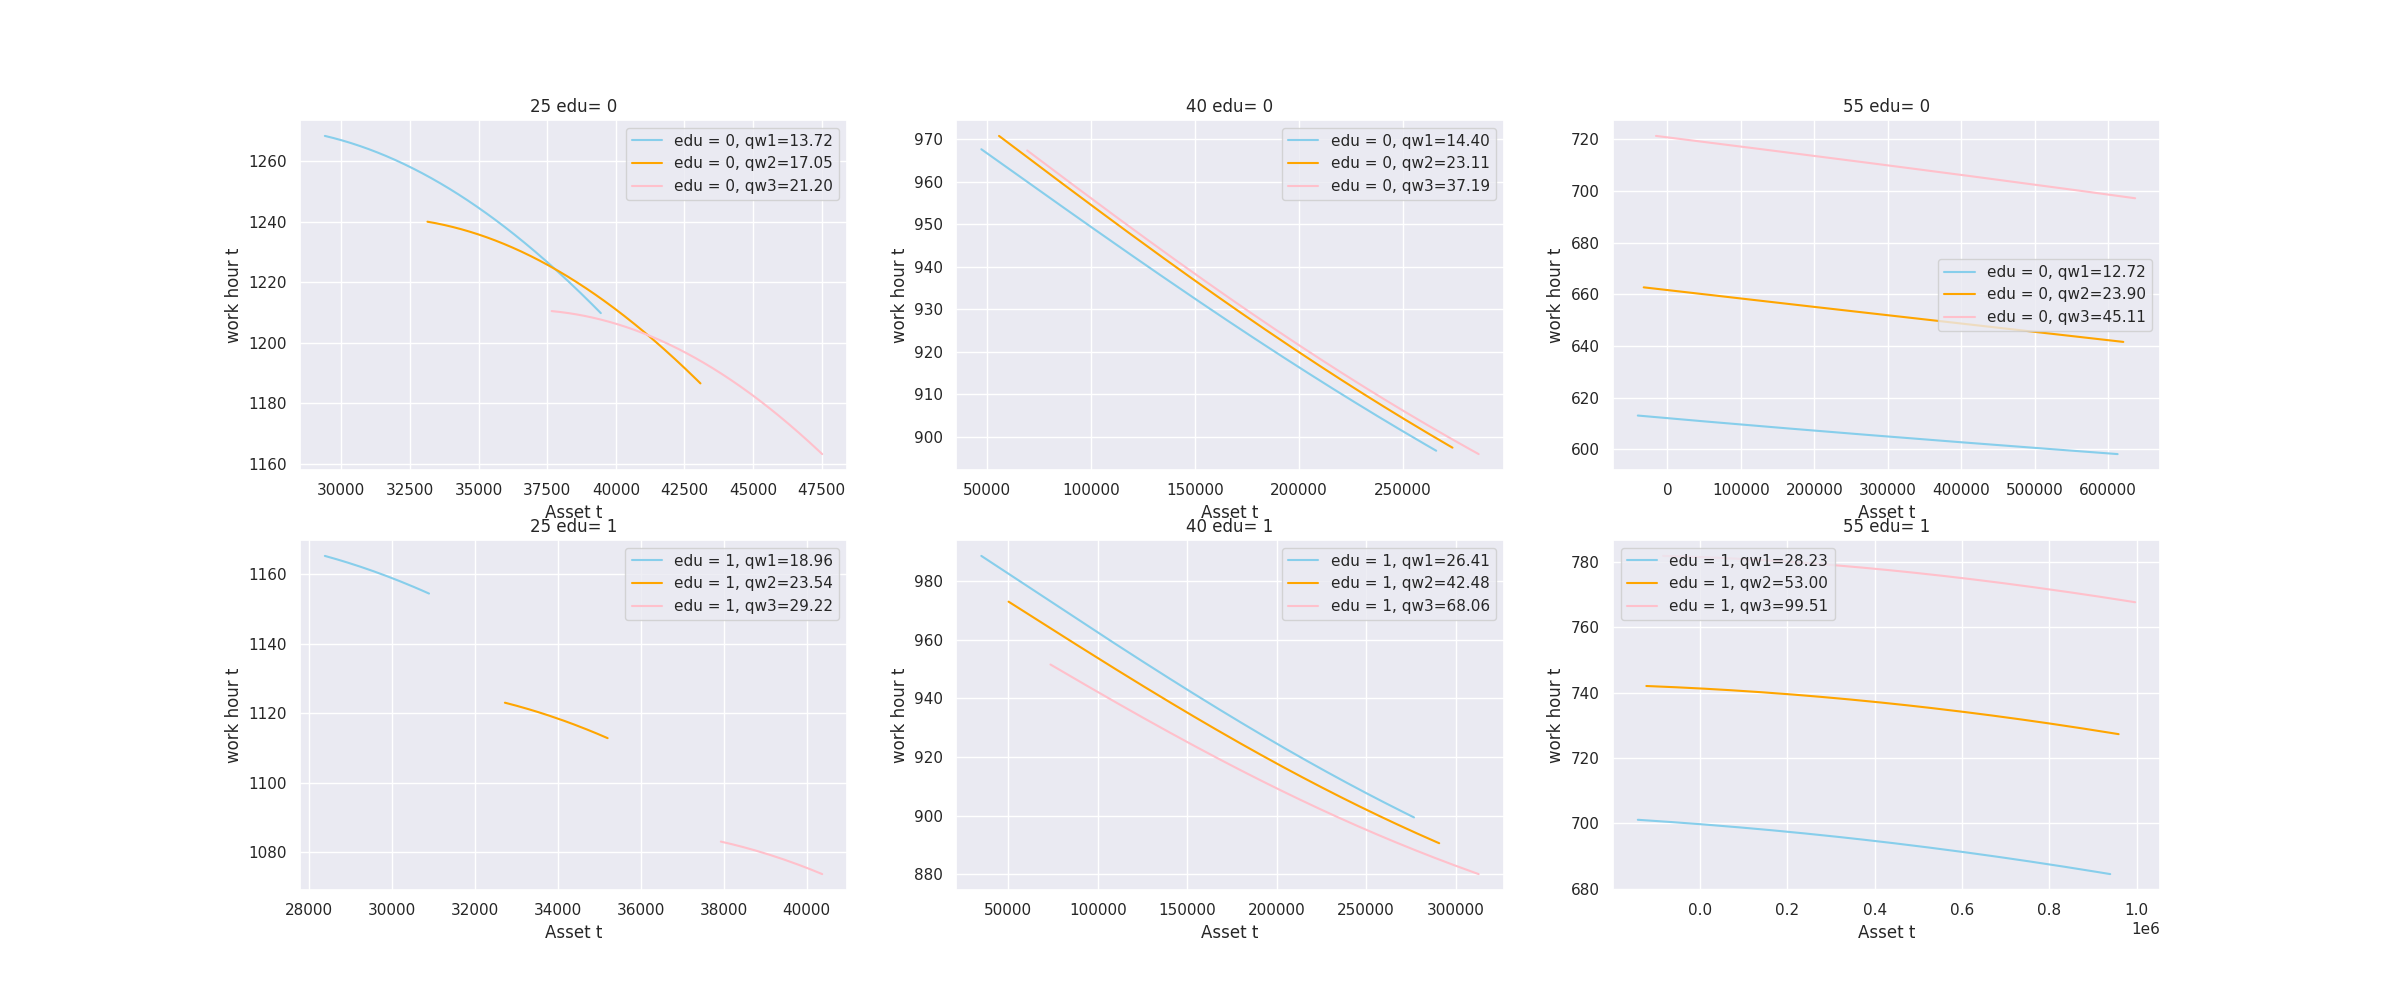 25 edu= 0
work hour t
1260
1240
1220
1200
1180
1160
edu = 0, qw1=13.72
edu = 0, qw2=17.05
edu = 0, qw3=21.20
30000 32500 35000 37500 40000 42500 45000 47500
Asset t
40 edu= 0
work hour t
970
960
950
940
930
920
910
900
edu = 0, qw1=14.40
edu = 0, qw2=23.11
edu = 0, qw3=37.19
50000 100000 150000 200000 250000
Asset t
55 edu= 0
work hour t
720
700
680
660
640
620
600
edu = 0, qw1=12.72
edu = 0, qw2=23.90
edu = 0, qw3=45.11
0 100000 200000 300000 400000 500000 600000
Asset t
25 edu= 1
work hour t
1160
1140
1120
1100
1080
edu = 1, qw1=18.96
edu = 1, qw2=23.54
edu = 1, qw3=29.22
28000 30000 32000 34000 36000 38000 40000
Asset t
40 edu= 1
work hour t
980
960
940
920
900
880
edu = 1, qw1=26.41
edu = 1, qw2=42.48
edu = 1, qw3=68.06
50000 100000 150000 200000 250000 300000
Asset t
55 edu= 1
work hour t
780
760
740
720
700
680
edu = 1, qw1=28.23
edu = 1, qw2=53.00
edu = 1, qw3=99.51
0.0 0.2 0.4 0.6 0.8 1.0
1e6
Asset t